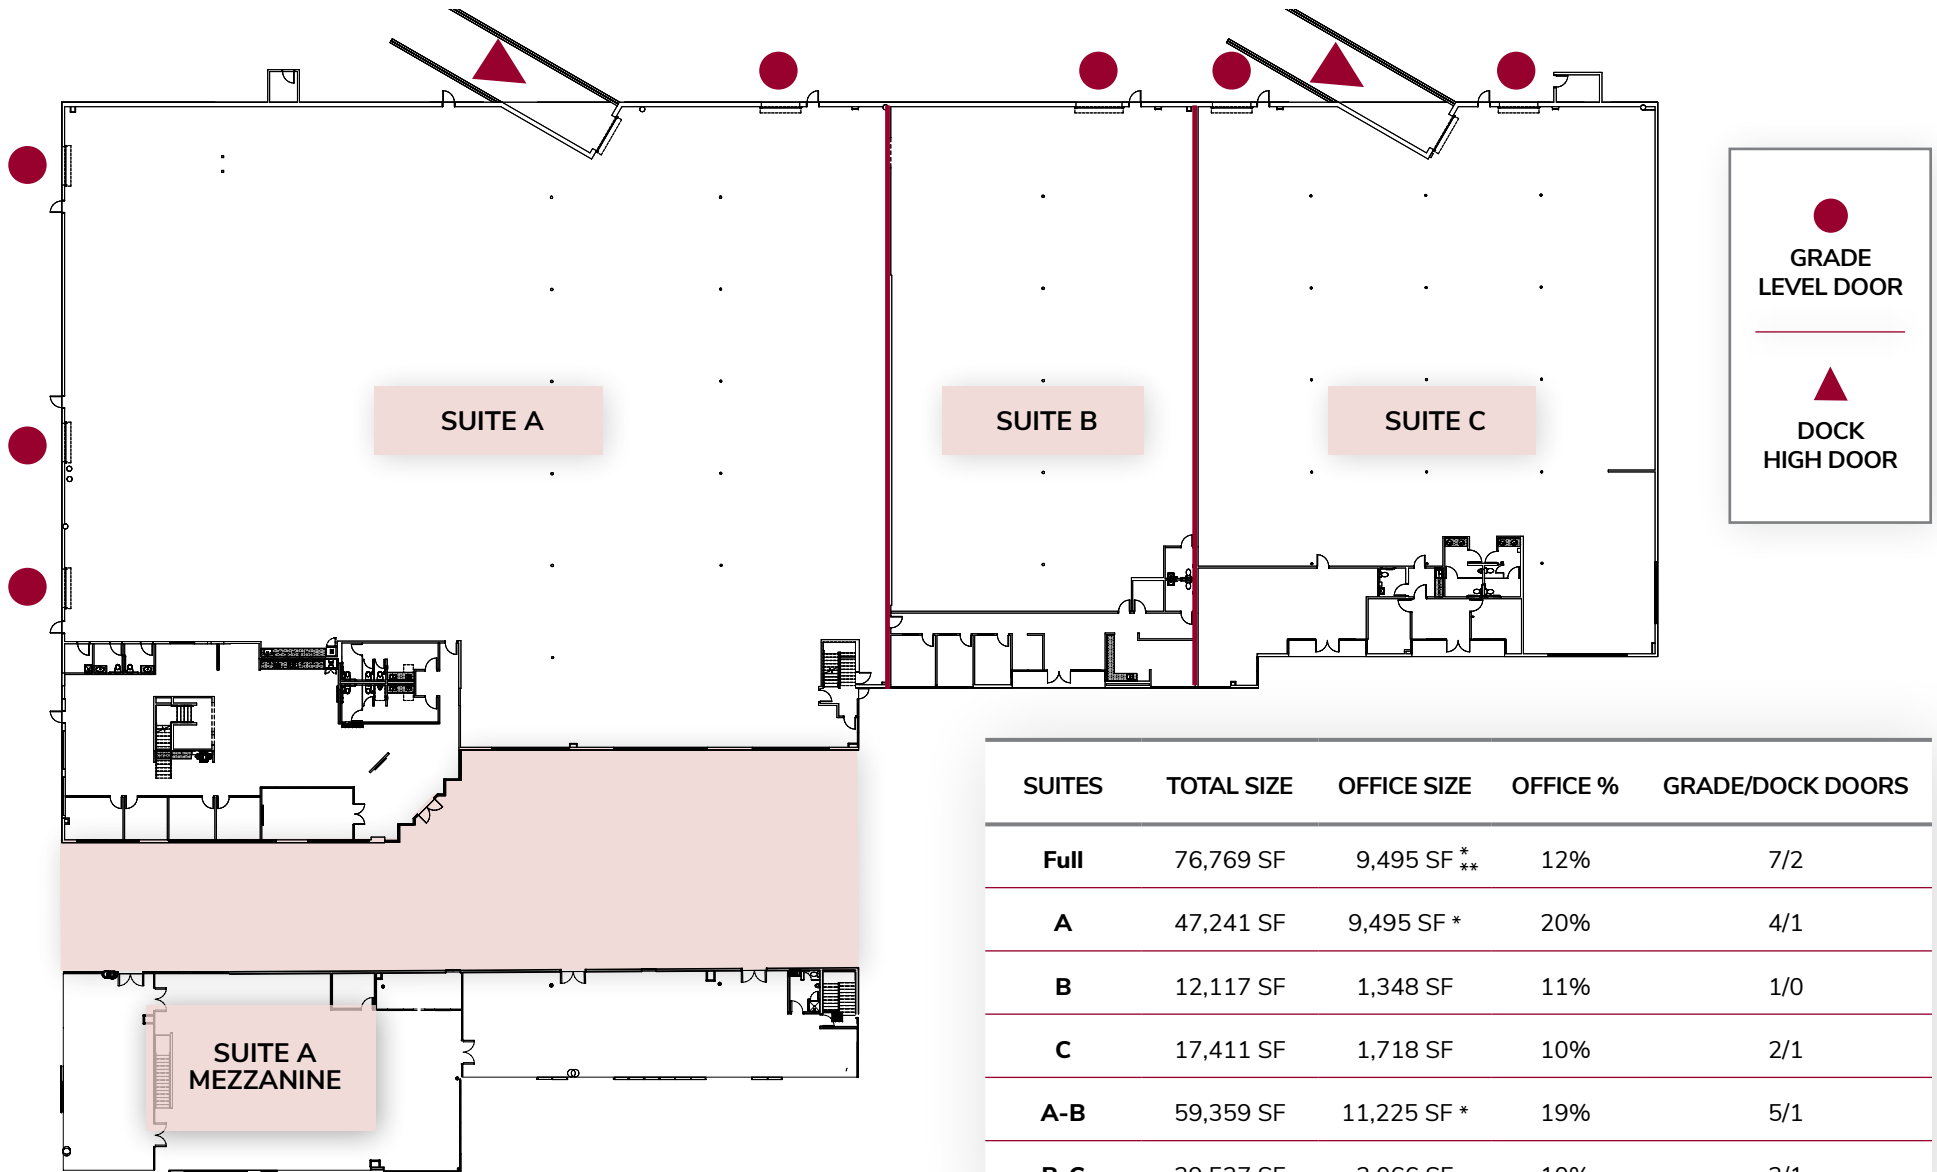 SUITE A
SUITE B
SUITE C
GRADE
LEVEL DOOR
DOCK
HIGH DOOR
SUITE A
MEZZANINE
SUITES TOTAL SIZE OFFICE SIZE OFFICE % GRADE/DOCK DOORS
Full 76,769 SF 9,495 SF * ** 12% 7/2
A 47,241 SF 9,495 SF * 20% 4/1
B 12,117 SF 1,348 SF 11% 1/0
C 17,411 SF 1,718 SF 10% 2/1
A-B 59,359 SF 11,225 SF * 19% 5/1